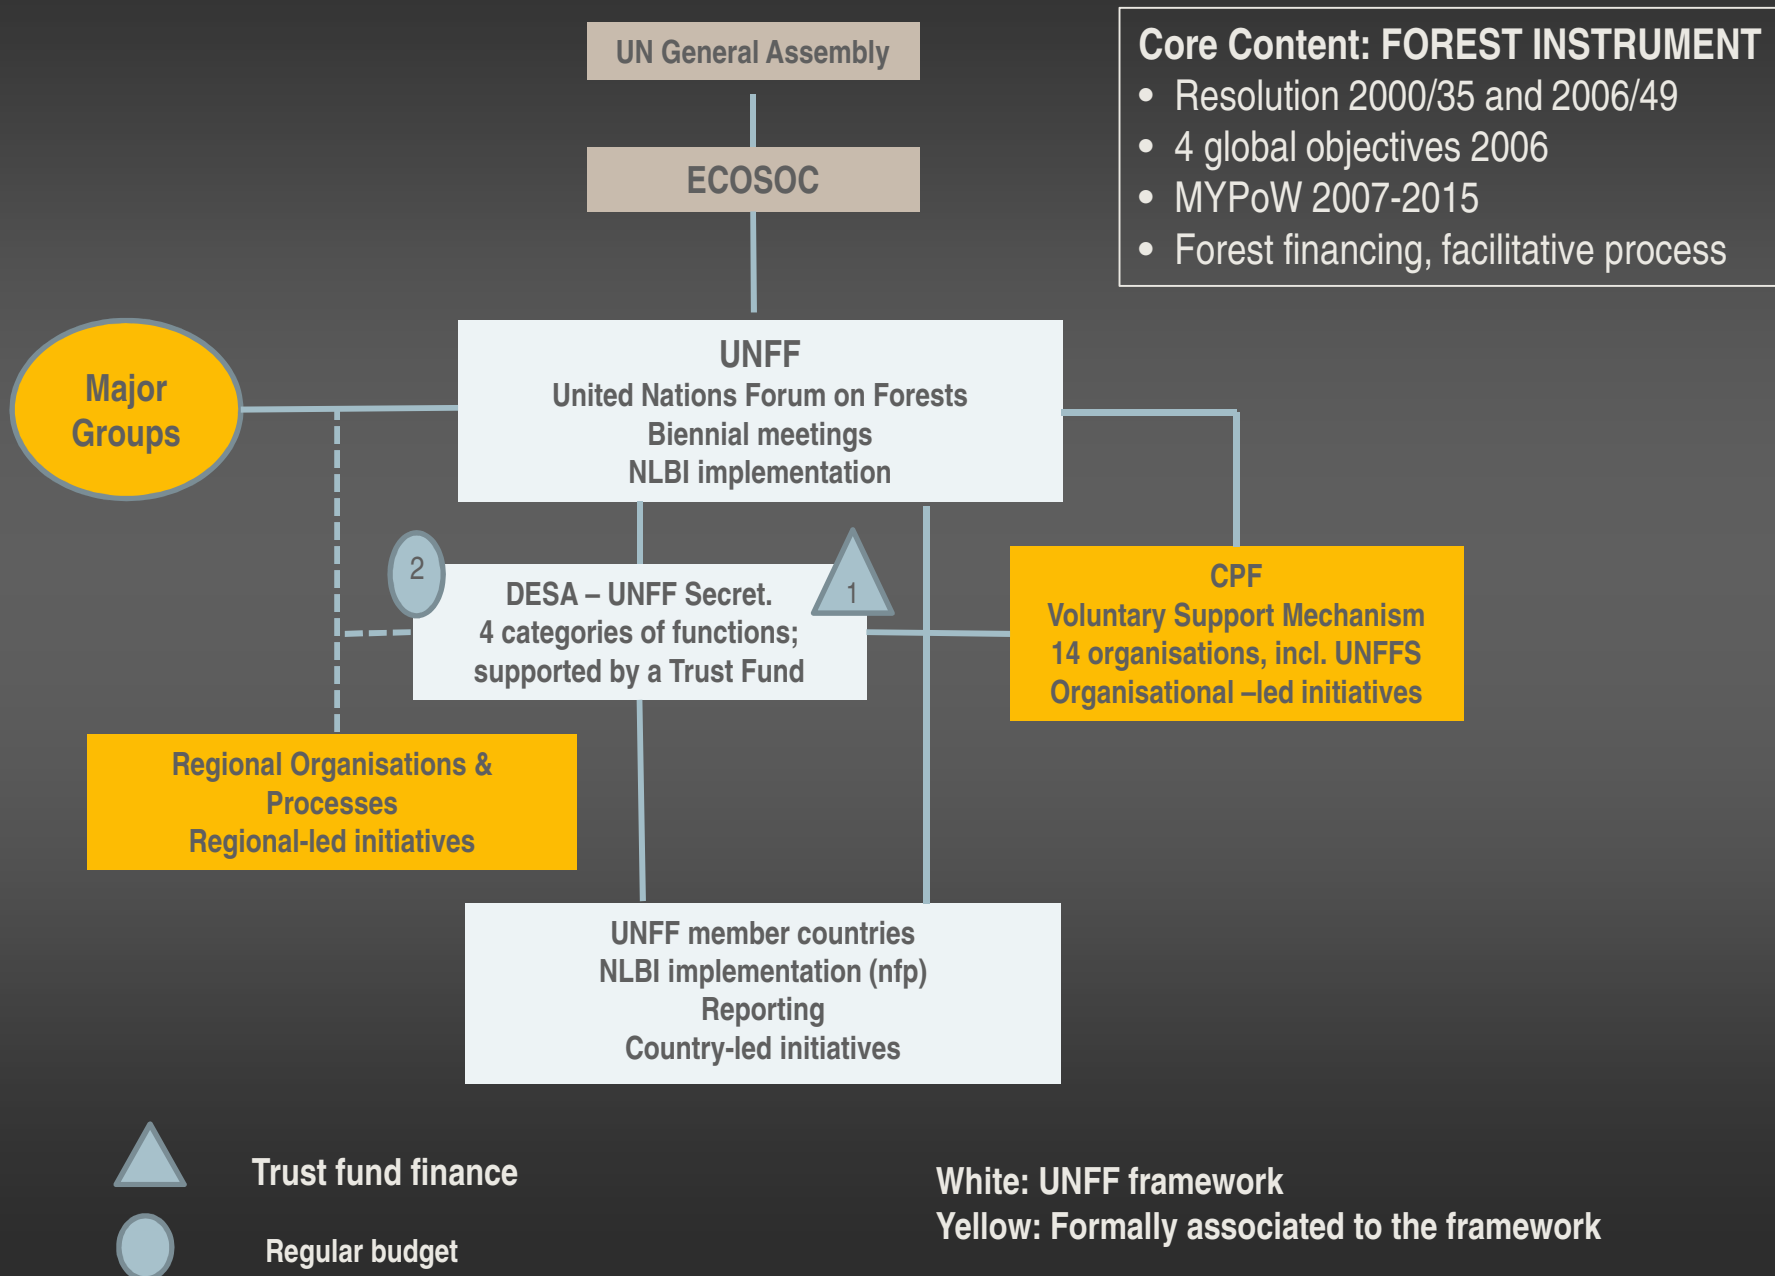 UN General Assembly
Core Content: FOREST INSTRUMENT
• Resolution 2000/35 and 2006/49
• 4 global objectives 2006
• MYPoW 2007-2015
• Forest financing, facilitative process
ECOSOC
UNFF
United Nations Forum on Forests
Biennial meetings
NLBI implementation
Major
Groups
2
DESA – UNFF Secret.
4 categories of functions;
supported by a Trust Fund
1
CPF
Voluntary Support Mechanism
14 organisations, incl. UNFFS
Organisational –led initiatives
Regional Organisations &
Processes
Regional-led initiatives
UNFF member countries
NLBI implementation (nfp)
Reporting
Country-led initiatives
Trust fund finance
Regular budget
White: UNFF framework
Yellow: Formally associated to the framework